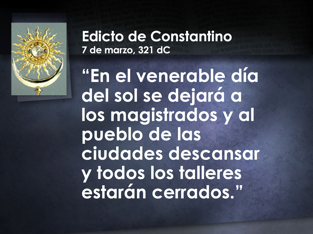 Edicto de Constantino
7 de marzo, 321 dC
“En el venerable día
del sol se dejará a
los magistrados y al
pueblo de las
ciudades descansar
y todos los talleres
estarán cerrados.”